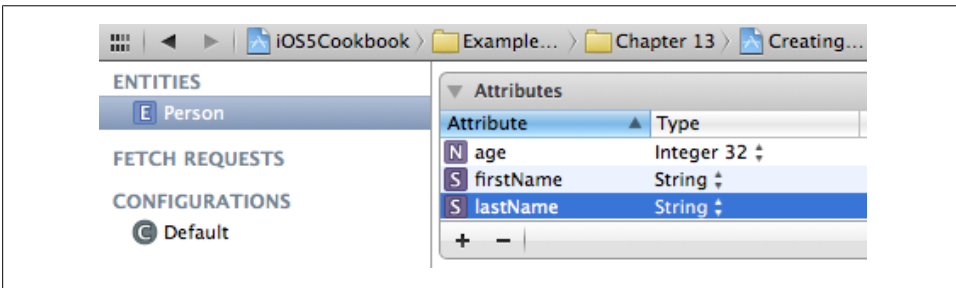 iOS5Cookbook Example... Chapter 13 Creating...
ENTITIES
E Person
FETCH REQUESTS
CONFIGURATIONS
C Default
Attributes
Attribute Type
N age Integer 32
S firstName String
S lastName String
+ −